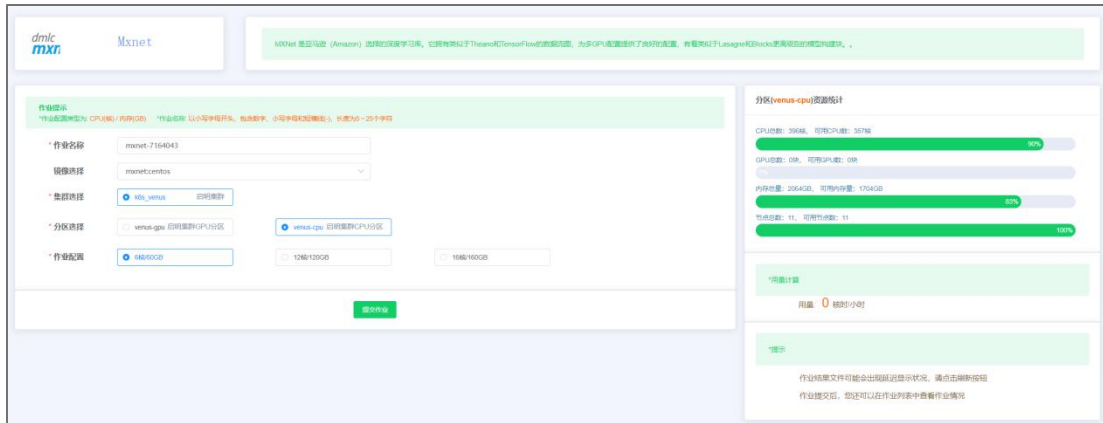 dmlc
mxn
Mxnet
MXNet 是亚马逊（Amazon）选择的深度学习库。它拥有类似于Theano和TensorFlow的数据流图，为多GPU配置提供了良好的配置，有着类似于Lasagne和Blocks更高级别的模型构建块。。
作业提示
*作业配置类型为: CPU(核) / 内存(GB) *作业名称: 以小写字母开头、包含数字、小写字母和短横线(-)，长度为5~25个字符
* 作业名称 mxnet-7164043
镜像选择 mxnet:centos
* 集群选择 k8s_venus 启明集群
* 分区选择 venus-gpu 启明集群GPU分区 venus-cpu 启明集群CPU分区
* 作业配置 6核/60GB 12核/120GB 16核/160GB
提交作业
分区(venus-cpu)资源统计
CPU总数：396核，可用CPU数：357核
90%
GPU总数：0块，可用GPU数：0块
内存总量：2064GB，可用内存量：1704GB
83%
节点总数：11，可用节点数：11
100%
*用量计算
用量 0 核时/小时
*提示
作业结果文件可能会出现延迟显示状况，请点击刷新按钮
作业提交后，您还可以在作业列表中查看作业情况